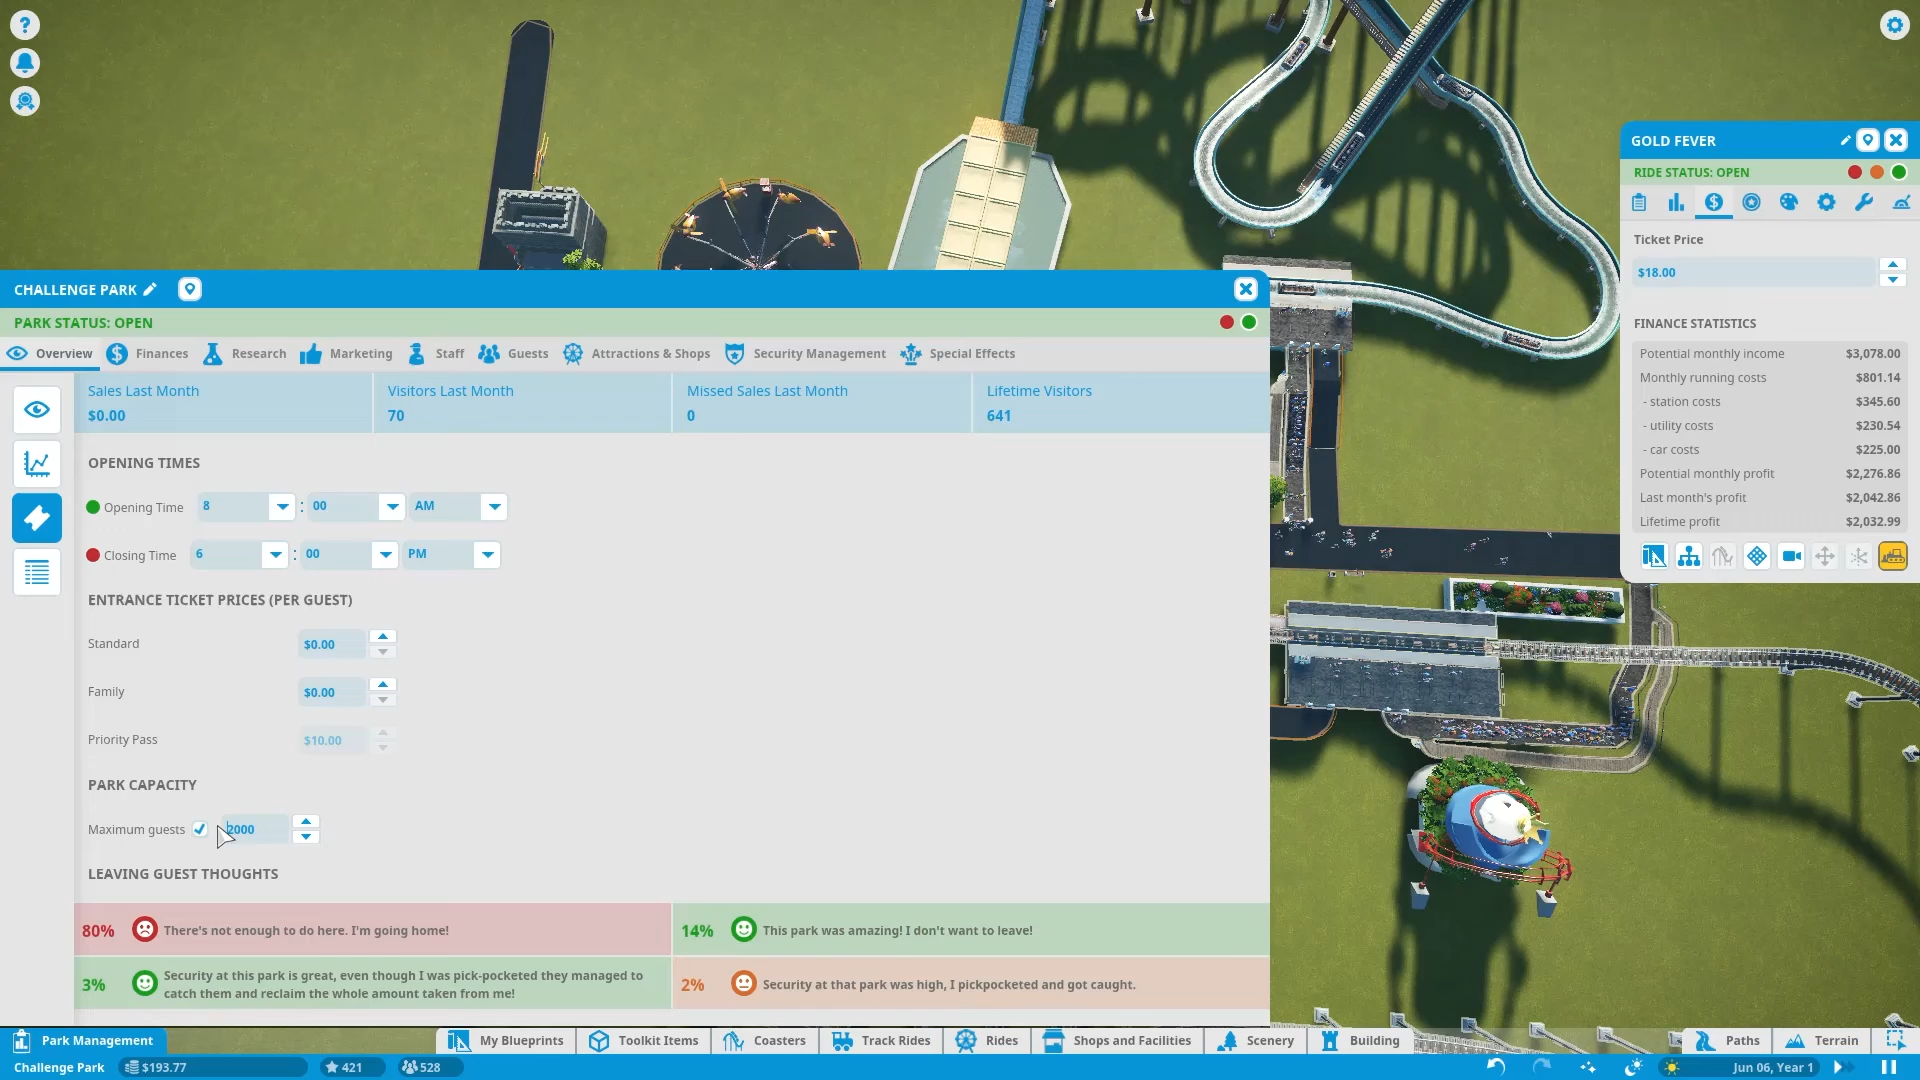 ?
GOLD FEVER
RIDE STATUS: OPEN
Ticket Price
$18.00
FINANCE STATISTICS
Potential monthly income $3,078.00
Monthly running costs $801.14
- station costs $345.60
- utility costs $230.54
- car costs $225.00
Potential monthly profit $2,276.86
Last month's profit $2,042.86
Lifetime profit $2,032.99
CHALLENGE PARK
PARK STATUS: OPEN
Overview Finances Research Marketing Staff Guests Attractions & Shops Security Management Special Effects
Sales Last Month Visitors Last Month Missed Sales Last Month Lifetime Visitors
$0.00 70 0 641
OPENING TIMES
Opening Time 8 : 00 AM
Closing Time 6 : 00 PM
ENTRANCE TICKET PRICES (PER GUEST)
Standard $0.00
Family $0.00
Priority Pass $10.00
PARK CAPACITY
Maximum guests 2000
LEAVING GUEST THOUGHTS
80% There's not enough to do here. I'm going home!
14% This park was amazing! I don't want to leave!
3% Security at this park is great, even though I was pick-pocketed they managed to
catch them and reclaim the whole amount taken from me!
2% Security at that park was high, I pickpocketed and got caught.
Park Management My Blueprints Toolkit Items Coasters Track Rides Rides Shops and Facilities Scenery Building Paths Terrain
Challenge Park $193.77 421 528 Jun 06, Year 1